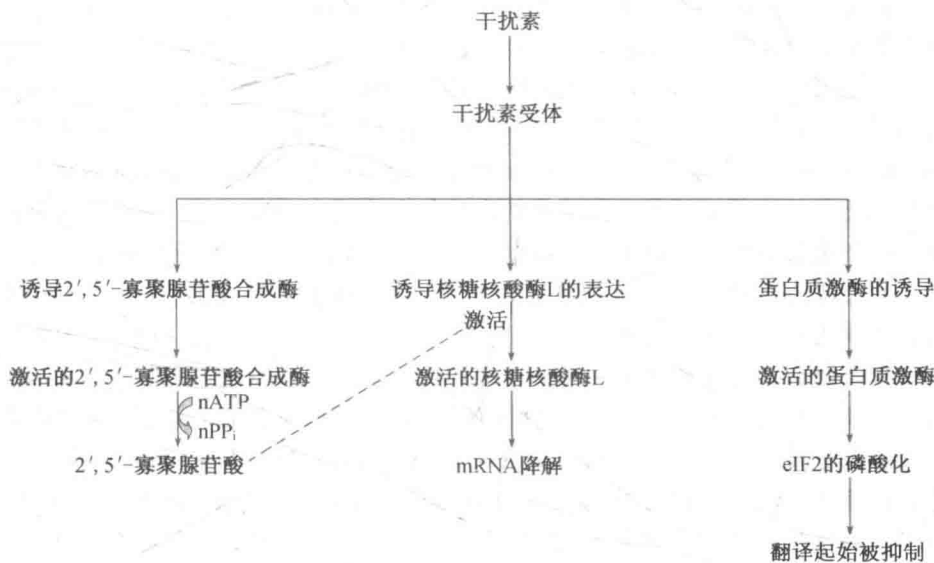 干扰素
干扰素受体
诱导2′,5′-寡聚腺苷酸合成酶
诱导核糖核酸酶L的表达
蛋白质激酶的诱导
激活
激活的2′,5′-寡聚腺苷酸合成酶
激活的核糖核酸酶L
激活的蛋白质激酶
nATP
nPPi
2′,5′-寡聚腺苷酸
mRNA降解
eIF2的磷酸化
翻译起始被抑制